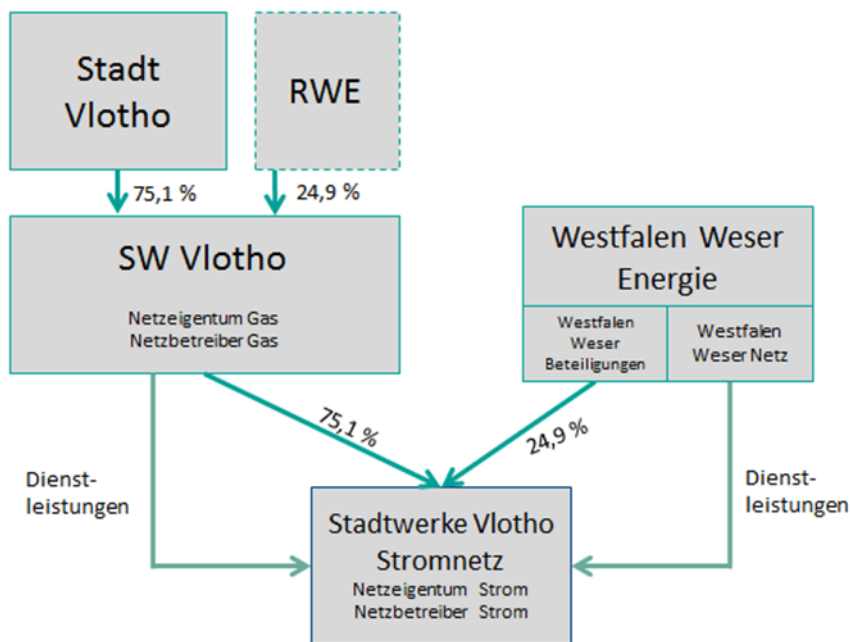 Stadt
Vlotho
RWE
75,1 %
24,9 %
SW Vlotho
Netzeigentum Gas
Netzbetreiber Gas
Westfalen Weser
Energie
Westfalen
Weser
Beteiligungen
Westfalen
Weser Netz
75,1 %
24,9 %
Dienst-
leistungen
Dienst-
leistungen
Stadtwerke Vlotho
Stromnetz
Netzeigentum Strom
Netzbetreiber Strom